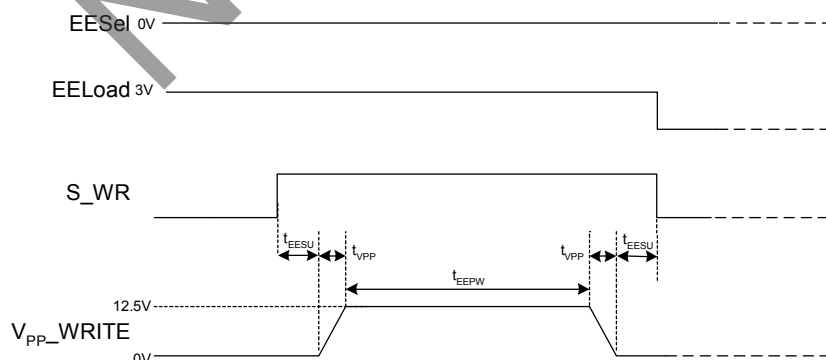 EESel 0V
EELoad 3V
S_WR
tEESU tVPP tVPP tEESU
tEEPW
12.5V
VPP_WRITE
0V